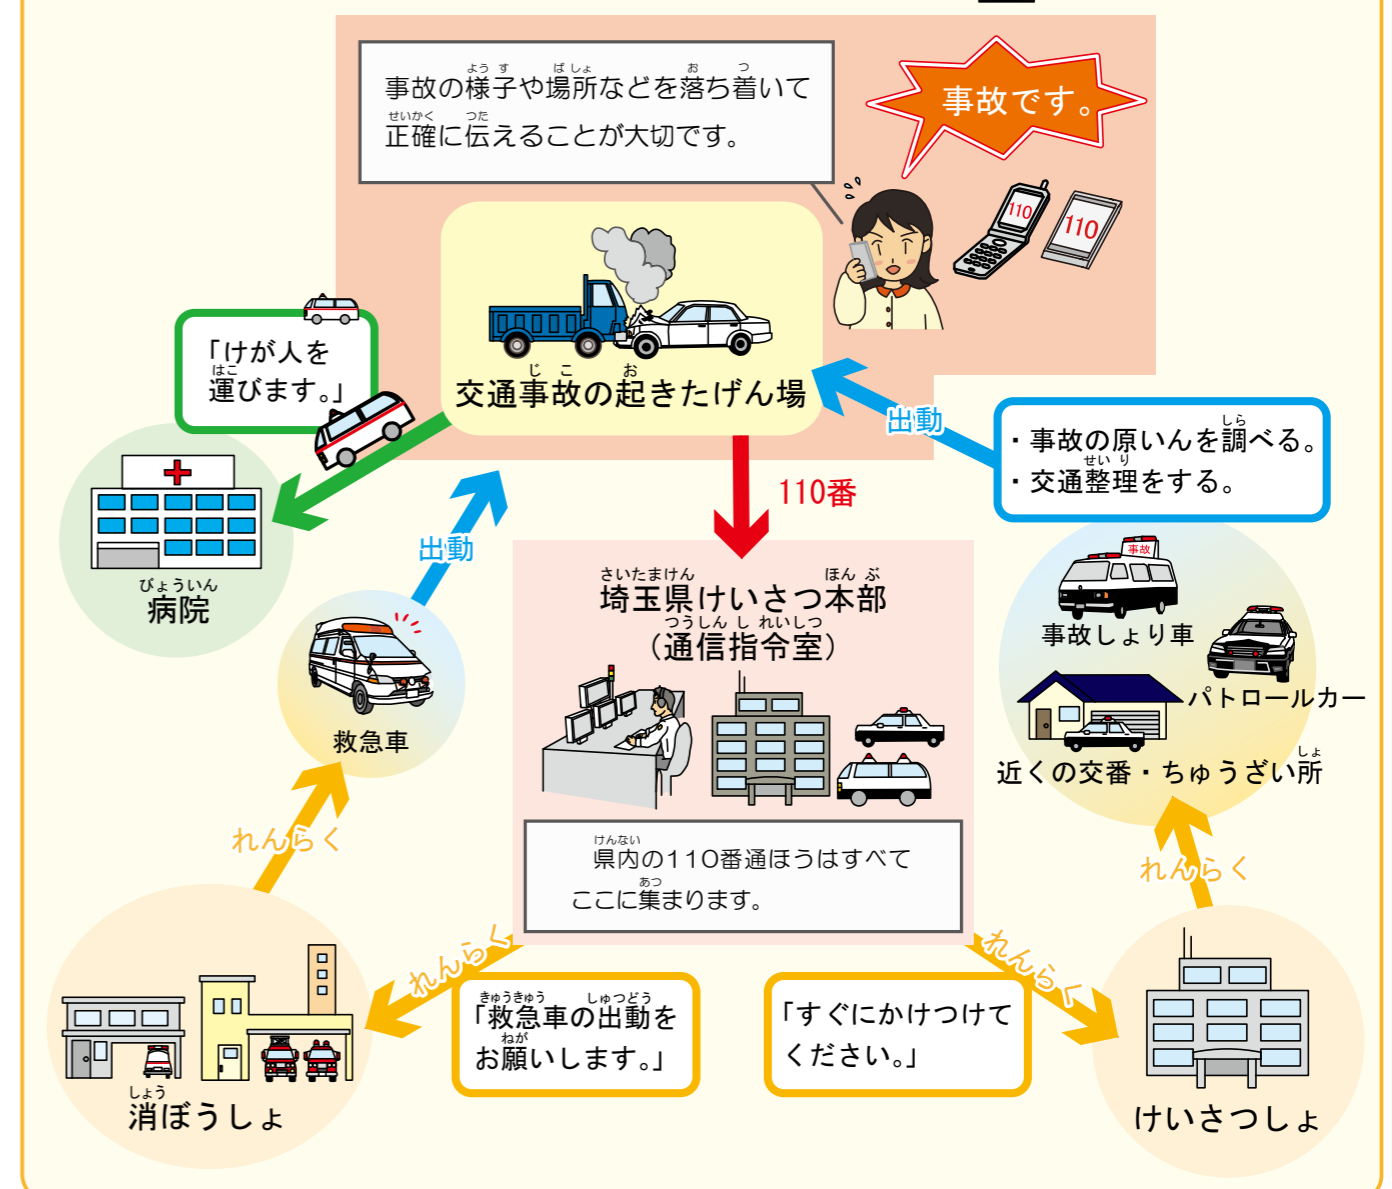 事故の様子や場所などを落ち着いて
正確に伝えることが大切です。
事故です。
110
110
交通事故の起きたげん場
「けが人を
運びます。」
出動
・事故の原いんを調べる。
・交通整理をする。
110番
出動
病院
埼玉県けいさつ本部
(通信指令室)
事故
事故しょり車
パトロールカー
近くの交番・ちゅうざい所
救急車
れんらく
県内の110番通ほうはすべて
ここに集まります。
れんらく
れんらく
れんらく
「救急車の出動を
お願いします。」
「すぐにかけつけて
ください。」
消ぼうしょ
けいさつしょ